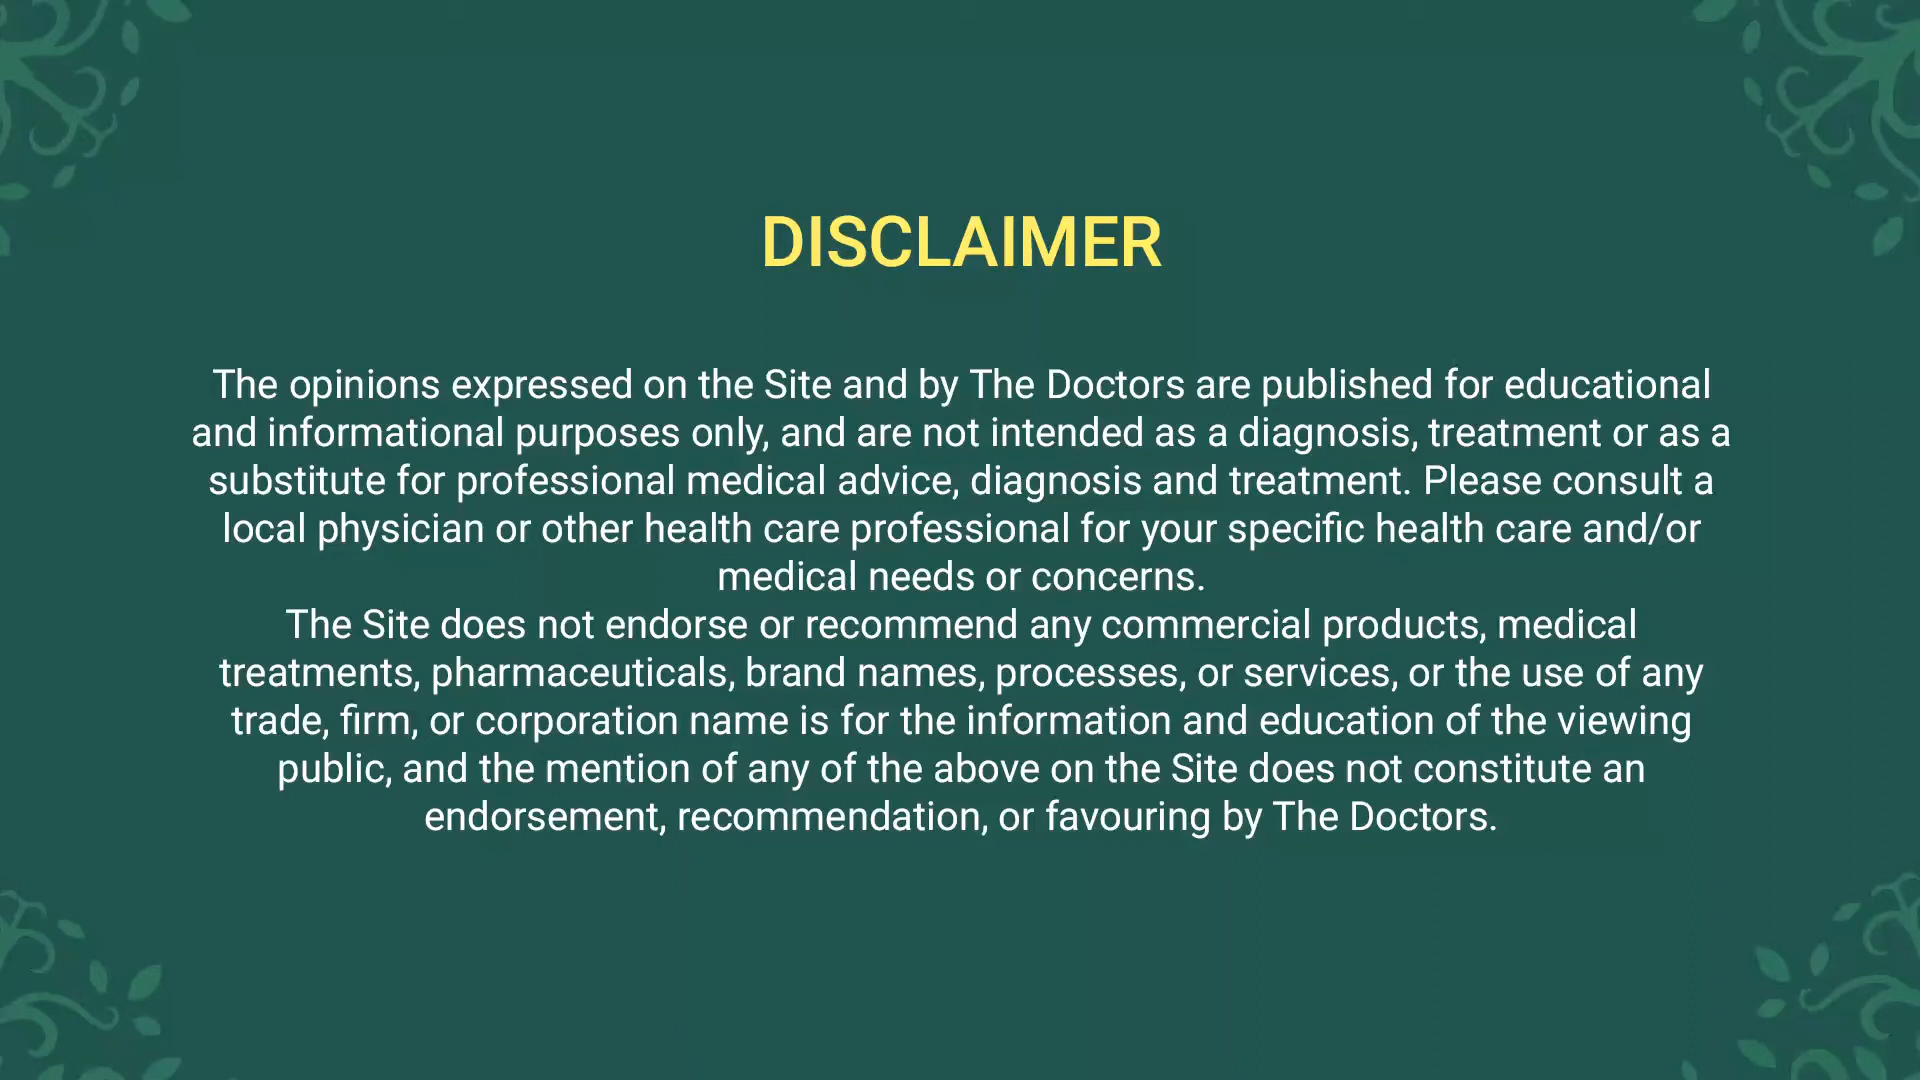 DISCLAIMER
The opinions expressed on the Site and by The Doctors are published for educational
and informational purposes only, and are not intended as a diagnosis, treatment or as a
substitute for professional medical advice, diagnosis and treatment. Please consult a
local physician or other health care professional for your specific health care and/or
medical needs or concerns.
The Site does not endorse or recommend any commercial products, medical
treatments, pharmaceuticals, brand names, processes, or services, or the use of any
trade, firm, or corporation name is for the information and education of the viewing
public, and the mention of any of the above on the Site does not constitute an
endorsement, recommendation, or favouring by The Doctors.